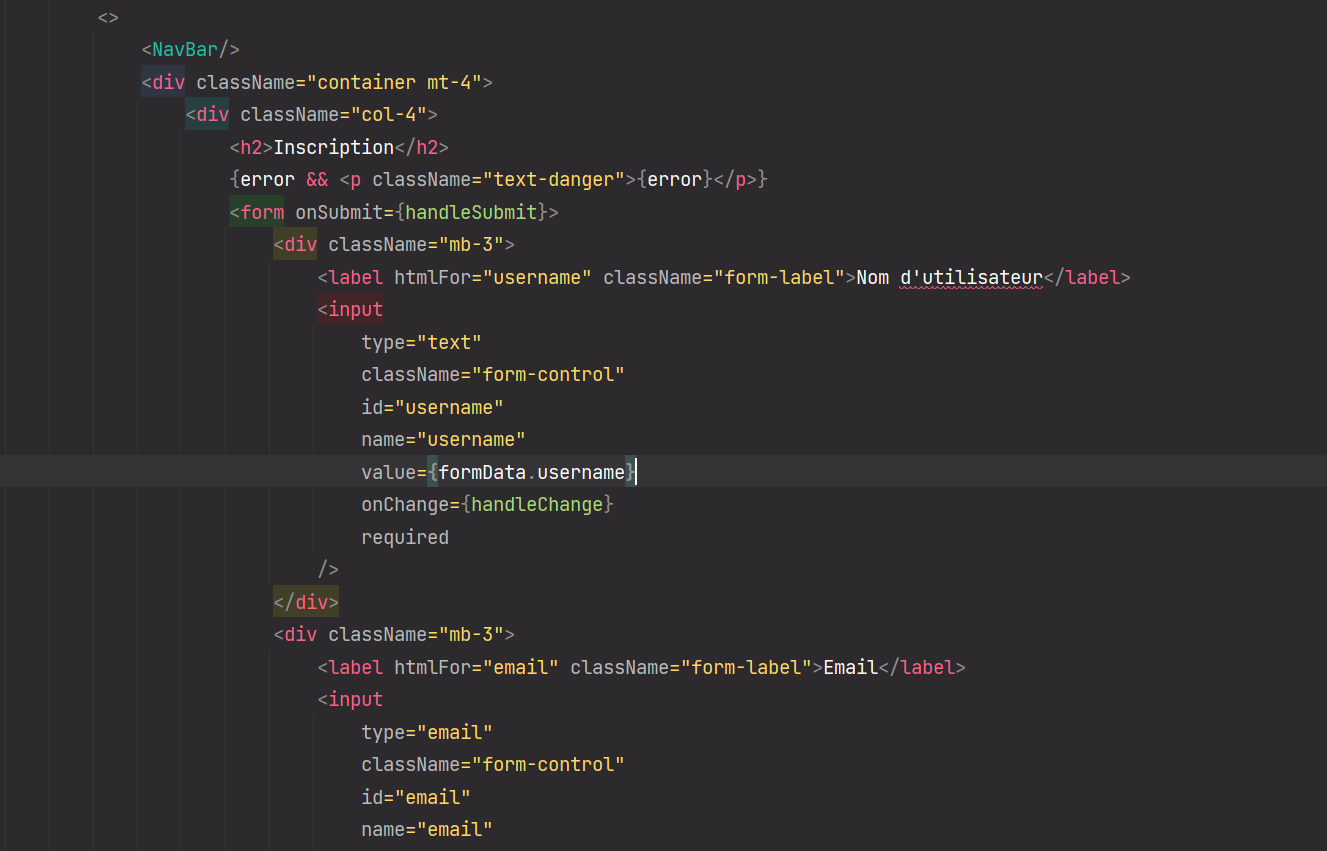 <>
<NavBar/>
<div className="container mt-4">
<div className="col-4">
<h2>Inscription</h2>
{error && <p className="text-danger">{error}</p>}
<form onSubmit={handleSubmit}>
<div className="mb-3">
<label htmlFor="username" className="form-label">Nom d'utilisateur</label>
<input
type="text"
className="form-control"
id="username"
name="username"
value={formData.username}
onChange={handleChange}
required
/>
</div>
<div className="mb-3">
<label htmlFor="email" className="form-label">Email</label>
<input
type="email"
className="form-control"
id="email"
name="email"